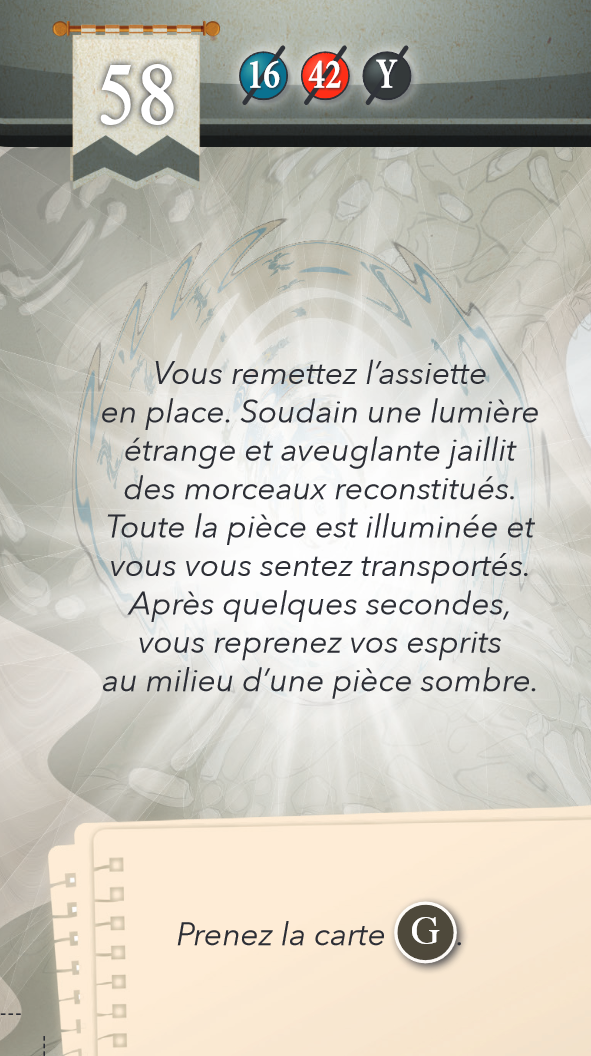 58
16 42 Y
Vous remettez l’assiette
en place. Soudain une lumière
étrange et aveuglante jaillit
des morceaux reconstitués.
Toute la pièce est illuminée et
vous vous sentez transportés.
Après quelques secondes,
vous reprenez vos esprits
au milieu d’une pièce sombre.
Prenez la carte G.